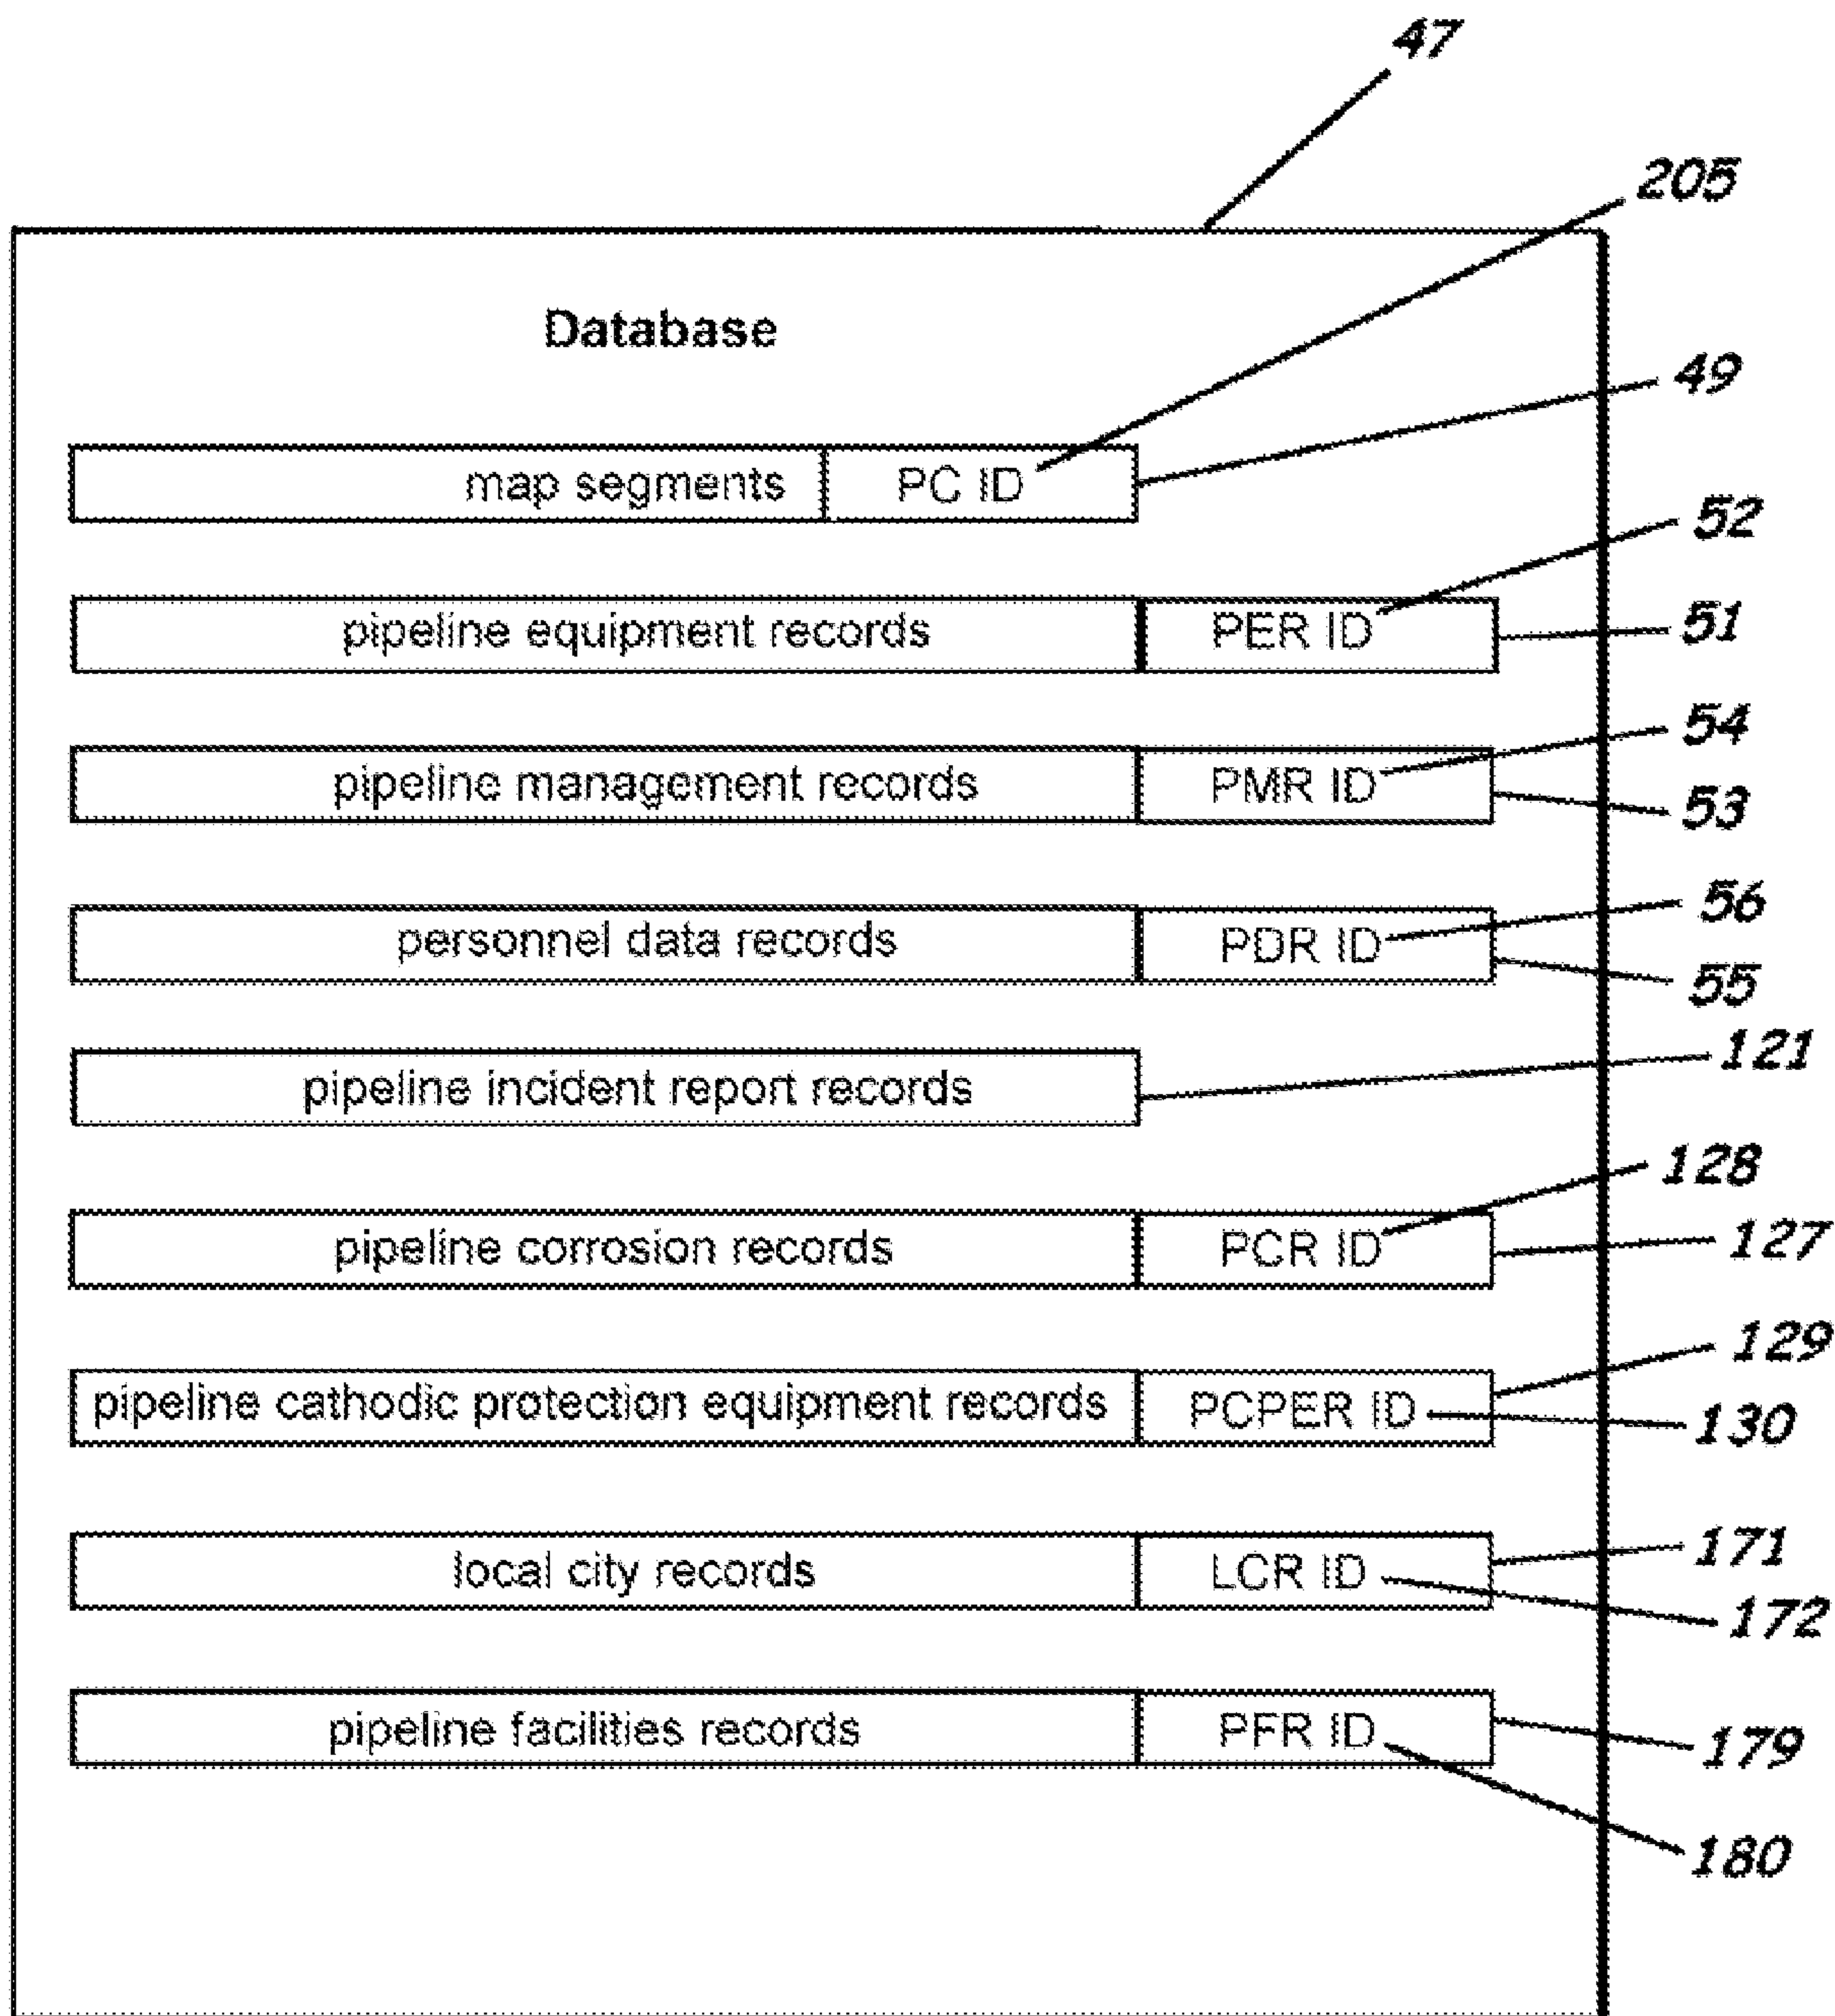 47
205
Database
49
map segments PC ID
52
pipeline equipment records PER ID 51
54
pipeline management records PMR ID 53
56
personnel data records PDR ID
55
121
pipeline incident report records
128
pipeline corrosion records PCR ID 127
129
pipeline cathodic protection equipment records PCPER ID 130
171
local city records LCR ID
172
pipeline facilities records PFR ID 179
180